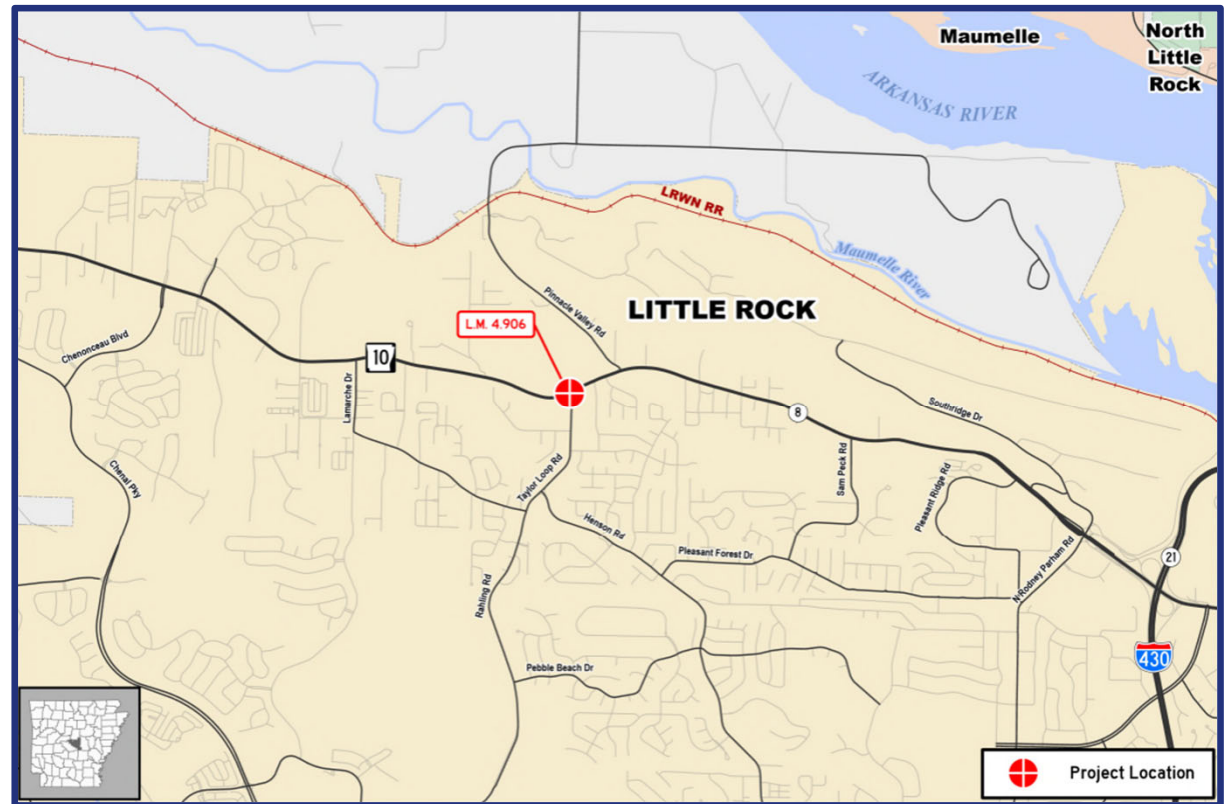 Maumelle
North
Little
Rock
ARKANSAS RIVER
LRWN RR
Maumelle River
Pinnacle Valley Rd
LITTLE ROCK
L.M. 4.906
Chenonceau Blvd
10
Lamarche Dr
8
Southridge Dr
Chenal Pky
Taylor Loop Rd
Sam Peck Rd
Pleasant Ridge Rd
Henson Rd
Pleasant Forest Dr
N Rodney Parham Rd
21
Rahling Rd
430
Pebble Beach Dr
Project Location